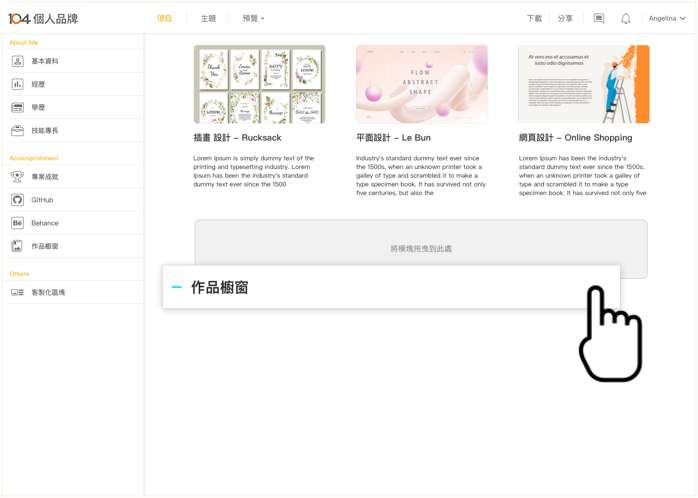 104 個人品牌
項目
主題
預覽
下載
分享
Angelina
About Me
基本資料
經歷
學歷
技能專長
Accomplishment
專案成就
GitHub
Bē Behance
作品櫥窗
Others
客製化區塊
Thank You
FLOW
ABSTRACT
SHAPE
At vero eos et accusamus et
iusto odio dignissimos
插畫 設計 – Rucksack
Lorem Ipsum is simply dummy text of the
printing and typesetting industry. Lorem
Ipsum has been the industry's standard
dummy text ever since the 1500
平面設計 – Le Bun
Industry's standard dummy text ever since
the 1500s, when an unknown printer took a
galley of type and scrambled it to make a
type specimen book. It has survived not only
five centuries, but also the
網頁設計 – Online Shopping
Lorem Ipsum has been the industry's
standard dummy text ever since the 1500s,
when an unknown printer took a galley of
type and scrambled it to make a type
specimen book. It has survived not only five
將模塊拖曳到此處
作品櫥窗